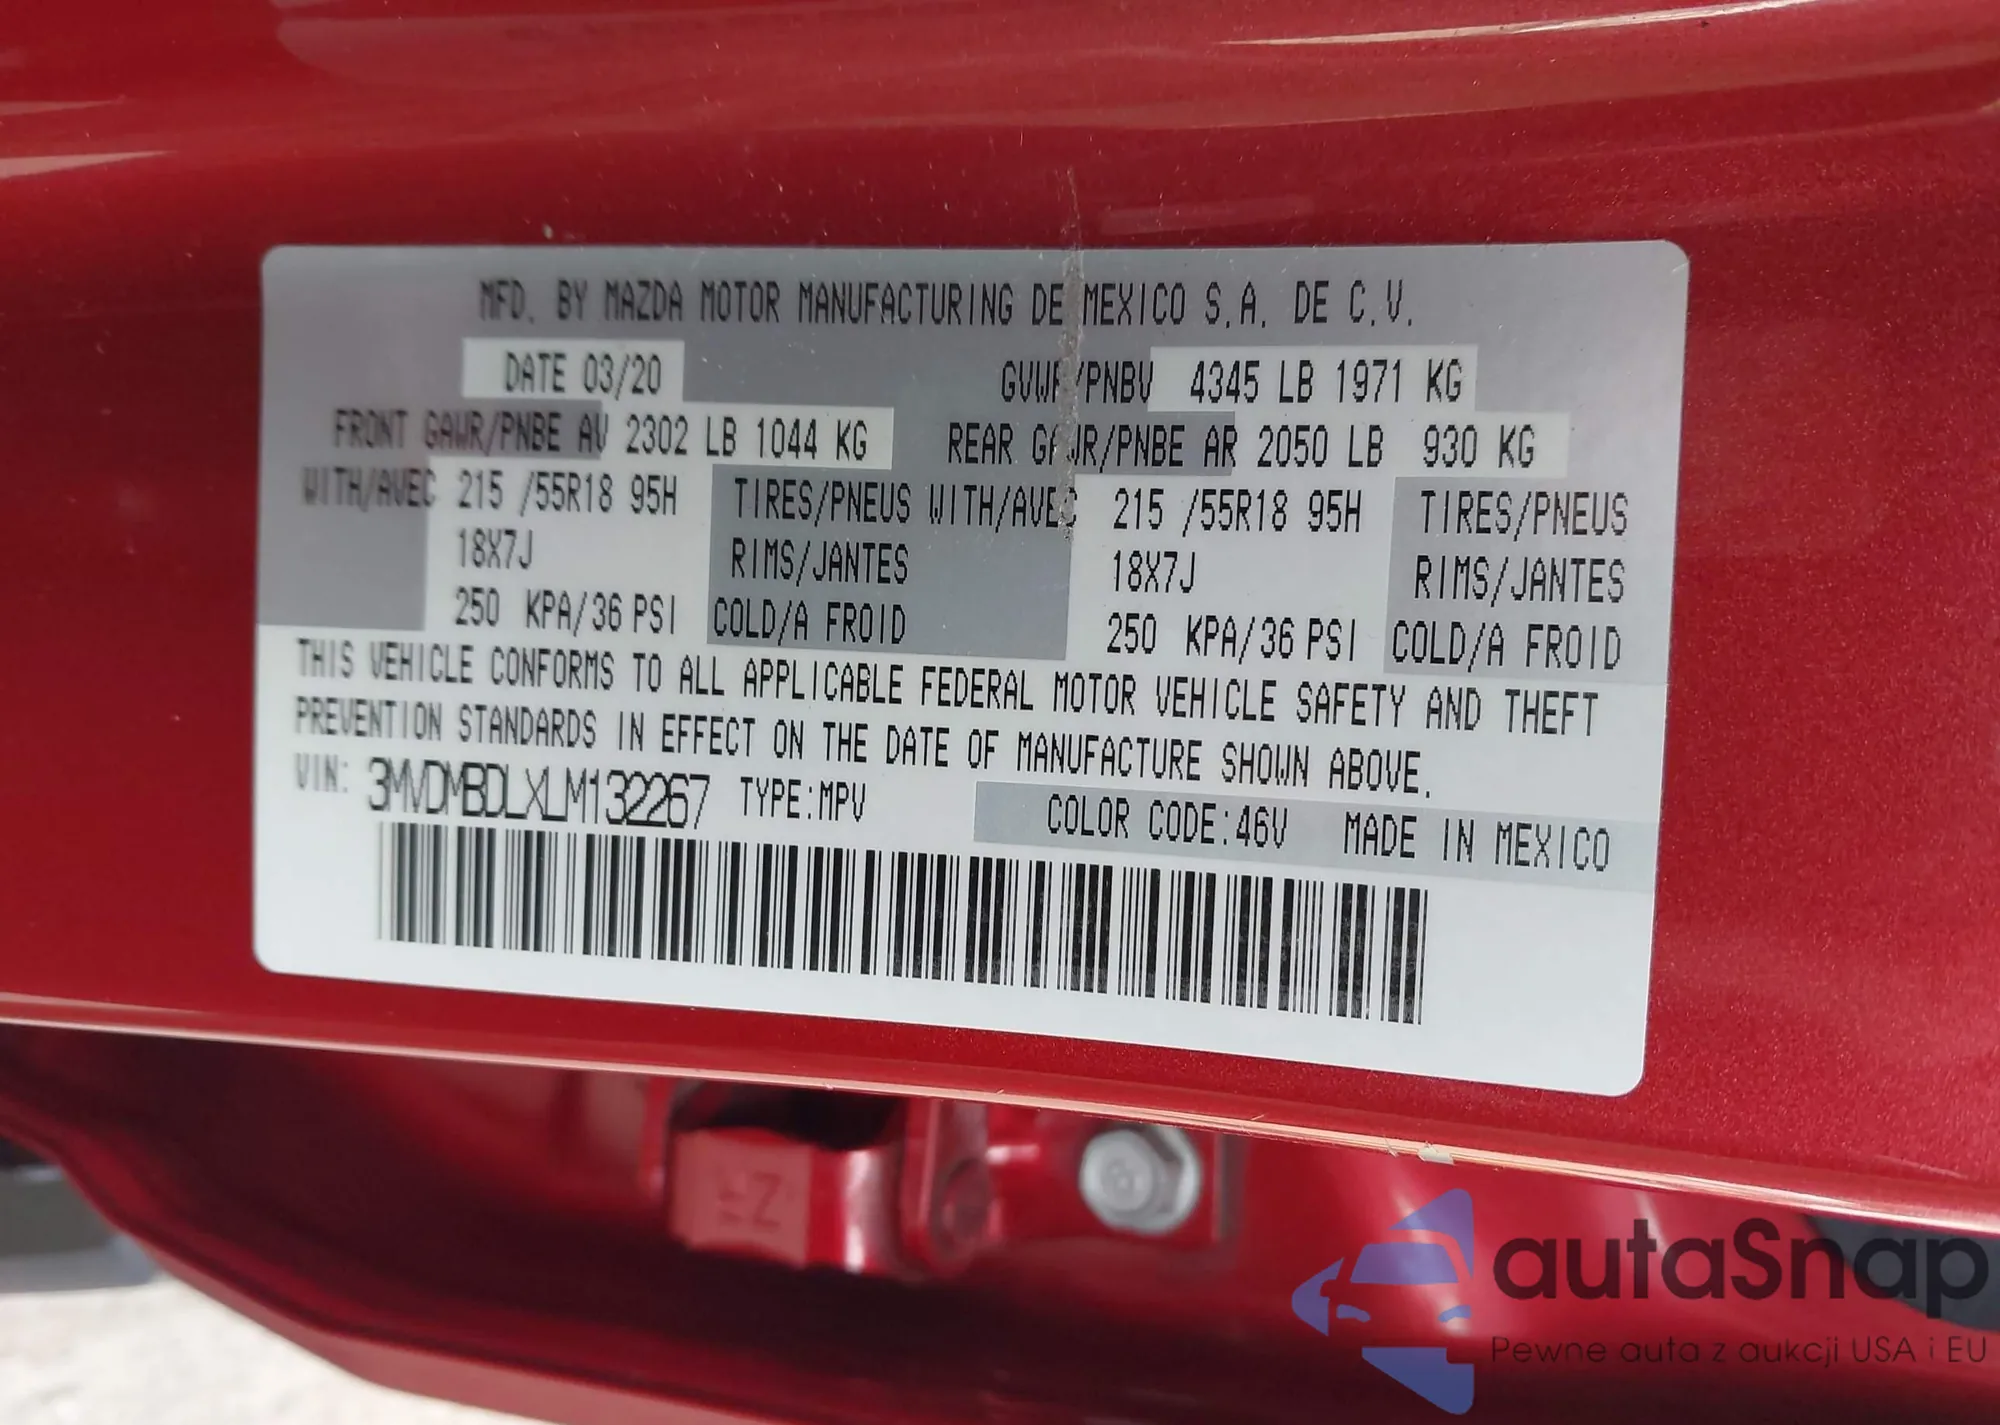 MFD. BY MAZDA MOTOR MANUFACTURING DE MEXICO S.A. DE C.V.
DATE 03/20 GVWR/PNBV 4345 LB 1971 KG
FRONT GAWR/PNBE AV 2302 LB 1044 KG REAR GAWR/PNBE AR 2050 LB 930 KG
WITH/AVEC 215 /55R18 95H TIRES/PNEUS WITH/AVEC 215 /55R18 95H TIRES/PNEUS
18X7J RIMS/JANTES 18X7J RIMS/JANTES
250 KPA/36 PSI COLD/A FROID 250 KPA/36 PSI COLD/A FROID
THIS VEHICLE CONFORMS TO ALL APPLICABLE FEDERAL MOTOR VEHICLE SAFETY AND THEFT
PREVENTION STANDARDS IN EFFECT ON THE DATE OF MANUFACTURE SHOWN ABOVE.
VIN: 3MVDMBDLXLM132267 TYPE:MPV COLOR CODE:46V MADE IN MEXICO
autaSnap
Pewne auta z aukcji USA i EU